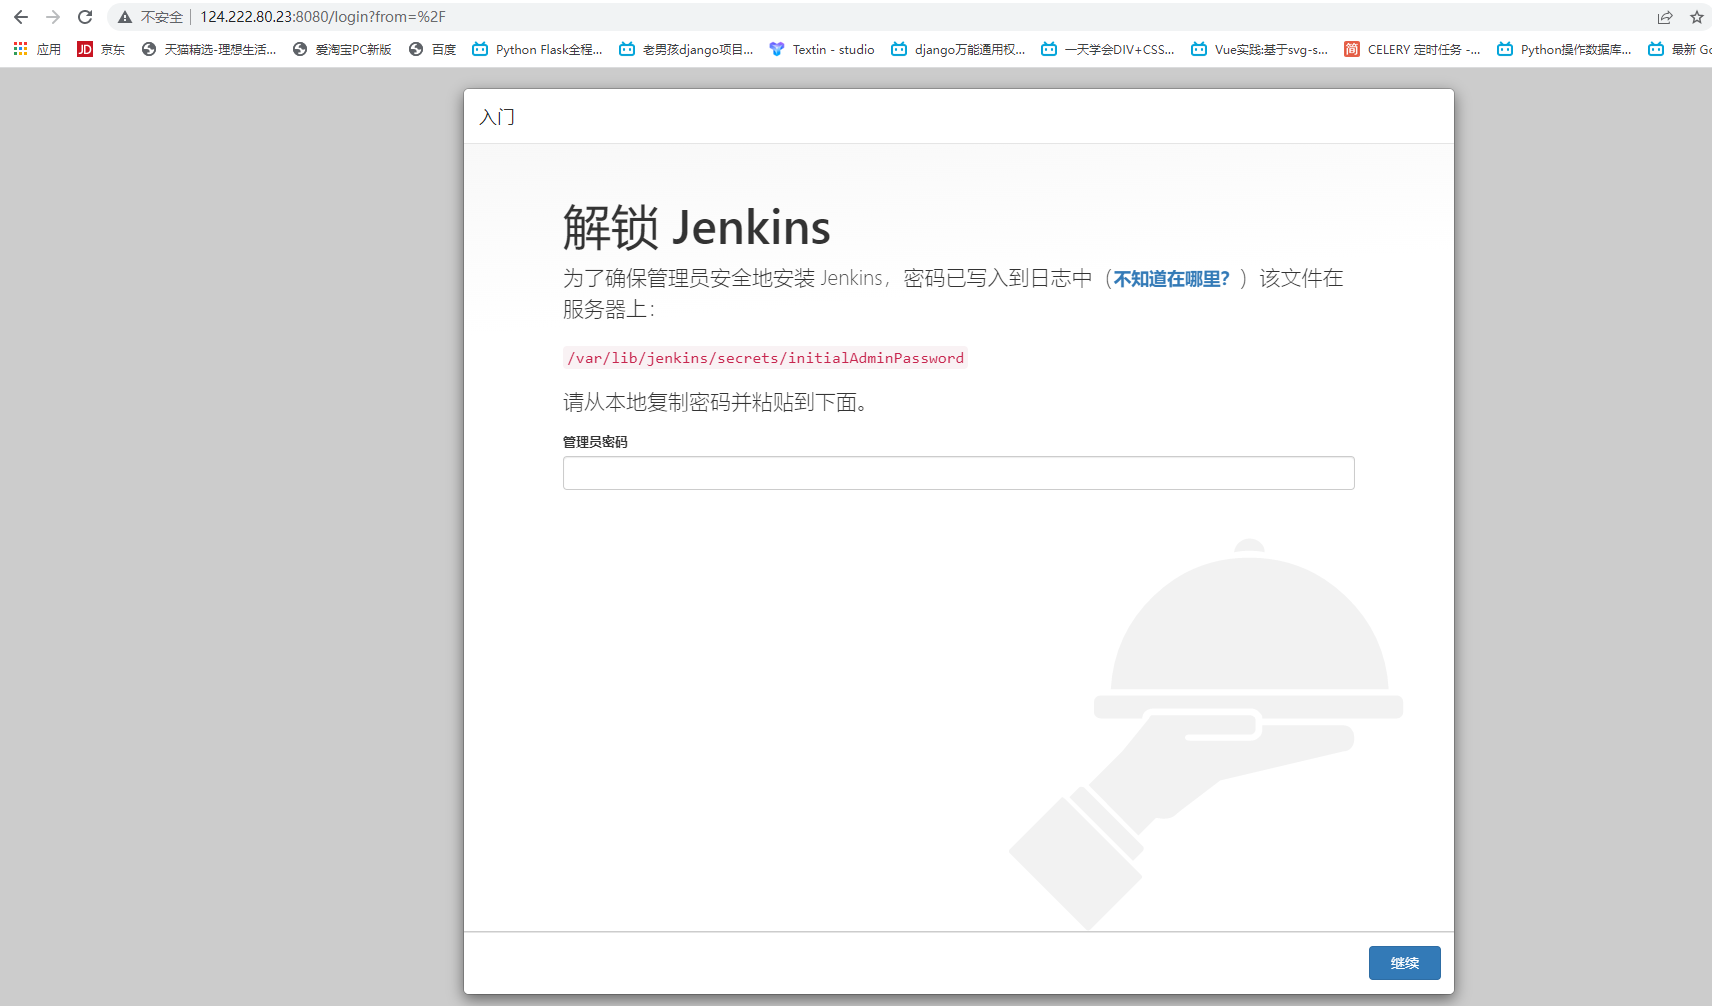 不安全 124.222.80.23:8080/login?from=%2F
应用 JD 京东 天猫精选-理想生活... 爱淘宝PC新版 百度 Python Flask全程... 老男孩django项目... Textin - studio django万能通用权... 一天学会DIV+CSS... Vue实践:基于svg-s... 简 CELERY 定时任务 -... Python操作数据库... 最新 Go
入门
解锁 Jenkins
为了确保管理员安全地安装 Jenkins，密码已写入到日志中（不知道在哪里？）该文件在
服务器上：
/var/lib/jenkins/secrets/initialAdminPassword
请从本地复制密码并粘贴到下面。
管理员密码
继续